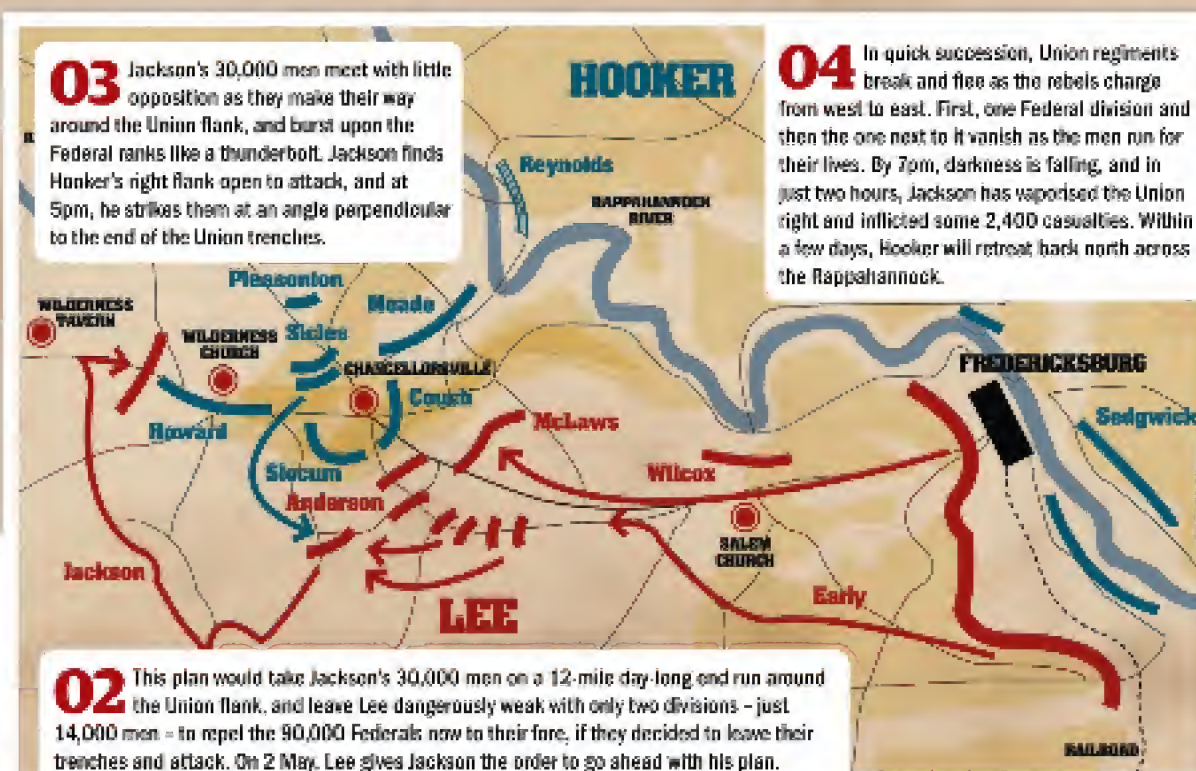 03 Jackson's 30,000 men meet with little
opposition as they make their way
around the Union flank, and burst upon the
Federal ranks like a thunderbolt. Jackson finds
Hooker's right flank open to attack, and at
5pm, he strikes them at an angle perpendicular
to the end of the Union trenches.
HOOKER
04 In quick succession, Union regiments
break and flee as the rebels charge
from west to east. First, one Federal division and
then the one next to it vanish as the men run for
their lives. By 7pm, darkness is falling, and in
just two hours, Jackson has vaporised the Union
right and inflicted some 2,400 casualties. Within
a few days, Hooker will retreat back north across
the Rappahannock.
Reynolds
RAPPAHANNOCK
RIVER
Pleasonton
Meade
WILDERNESS
TAVERN
WILDERNESS
CHURCH
Sickles
CHANCELLORSVILLE
FREDERICKSBURG
Couch
Howard
McLaws
Sedgwick
Slocum
Wilcox
Anderson
SALEM
CHURCH
Jackson
Early
LEE
02 This plan would take Jackson's 30,000 men on a 12-mile day-long end run around
the Union flank, and leave Lee dangerously weak with only two divisions – just
14,000 men – to repel the 90,000 Federals now to their fore, if they decided to leave their
trenches and attack. On 2 May, Lee gives Jackson the order to go ahead with his plan.
RAILROAD